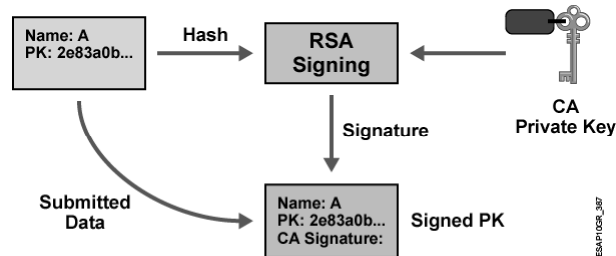 Name: A
PK: 2e83a0b...
Hash
RSA
Signing
CA
Private Key
Signature
Submitted
Data
Name: A
PK: 2e83a0b...
CA Signature:
Signed PK
ESAP10GR_387